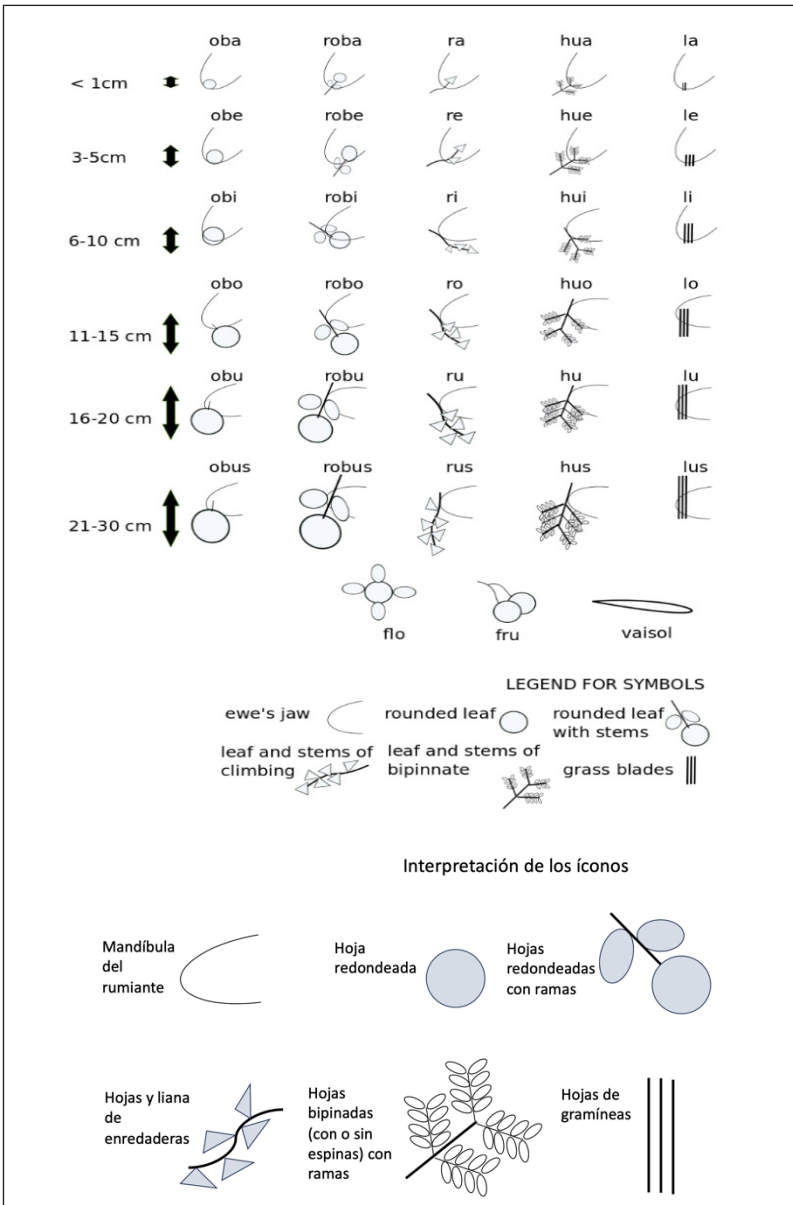 oba roba ra hua la
< 1cm
obe robe re hue le
3-5cm
obi robi ri hui li
6-10 cm
obo robo ro huo lo
11-15 cm
obu robu ru hu lu
16-20 cm
obus robus rus hus lus
21-30 cm
flo fru vaisol
LEGEND FOR SYMBOLS
ewe's jaw
rounded leaf
rounded leaf
with stems
leaf and stems of
climbing
leaf and stems of
bipinnate
grass blades
Interpretación de los íconos
Mandíbula
del
rumiante
Hoja
redondeada
Hojas
redondeadas
con ramas
Hojas y liana
de
enredaderas
Hojas
bipinadas
(con o sin
espinas) con
ramas
Hojas de
gramíneas